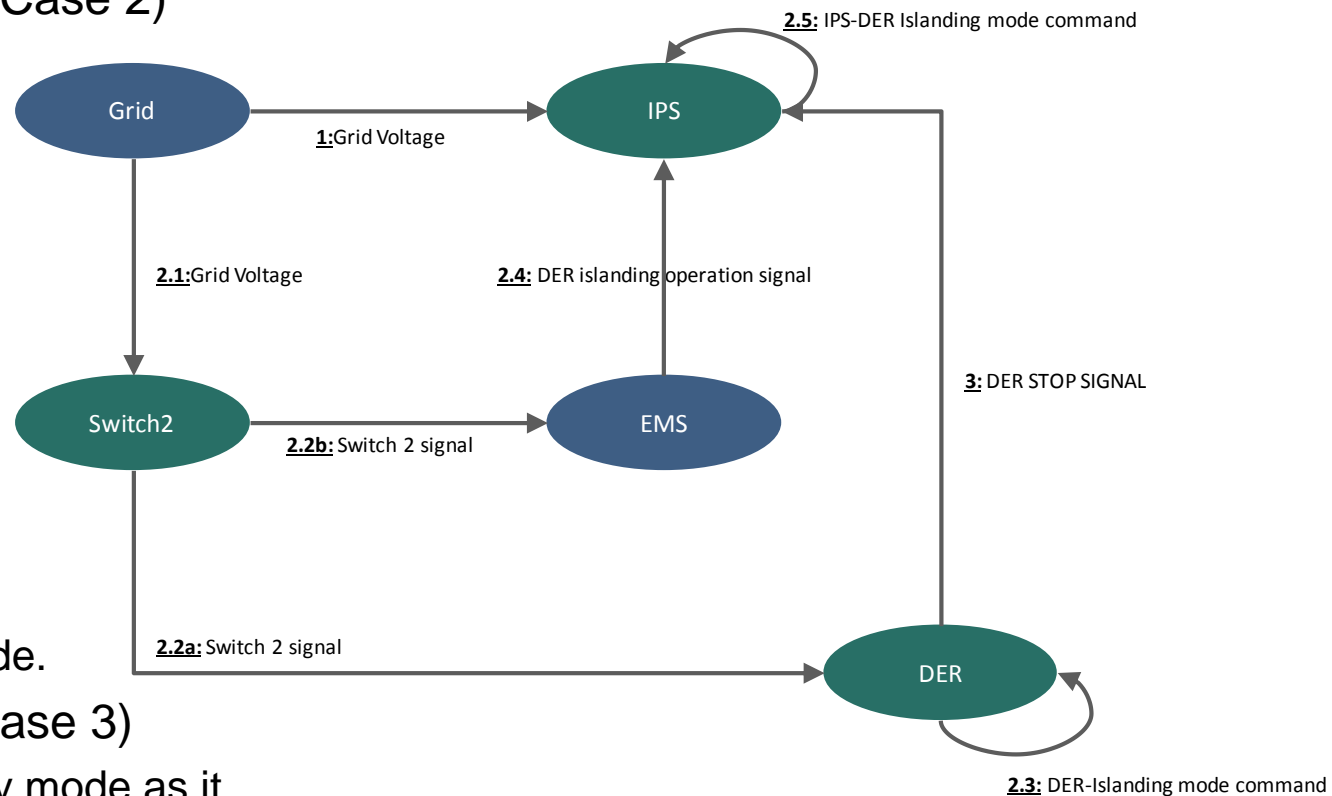 Case 2)
2.5: IPS-DER Islanding mode command
Grid
IPS
1:Grid Voltage
2.1:Grid Voltage
2.4: DER islanding operation signal
3: DER STOP SIGNAL
Switch2
EMS
2.2b: Switch 2 signal
2.2a: Switch 2 signal
de.
DER
ase 3)
y mode as it
2.3: DER-Islanding mode command